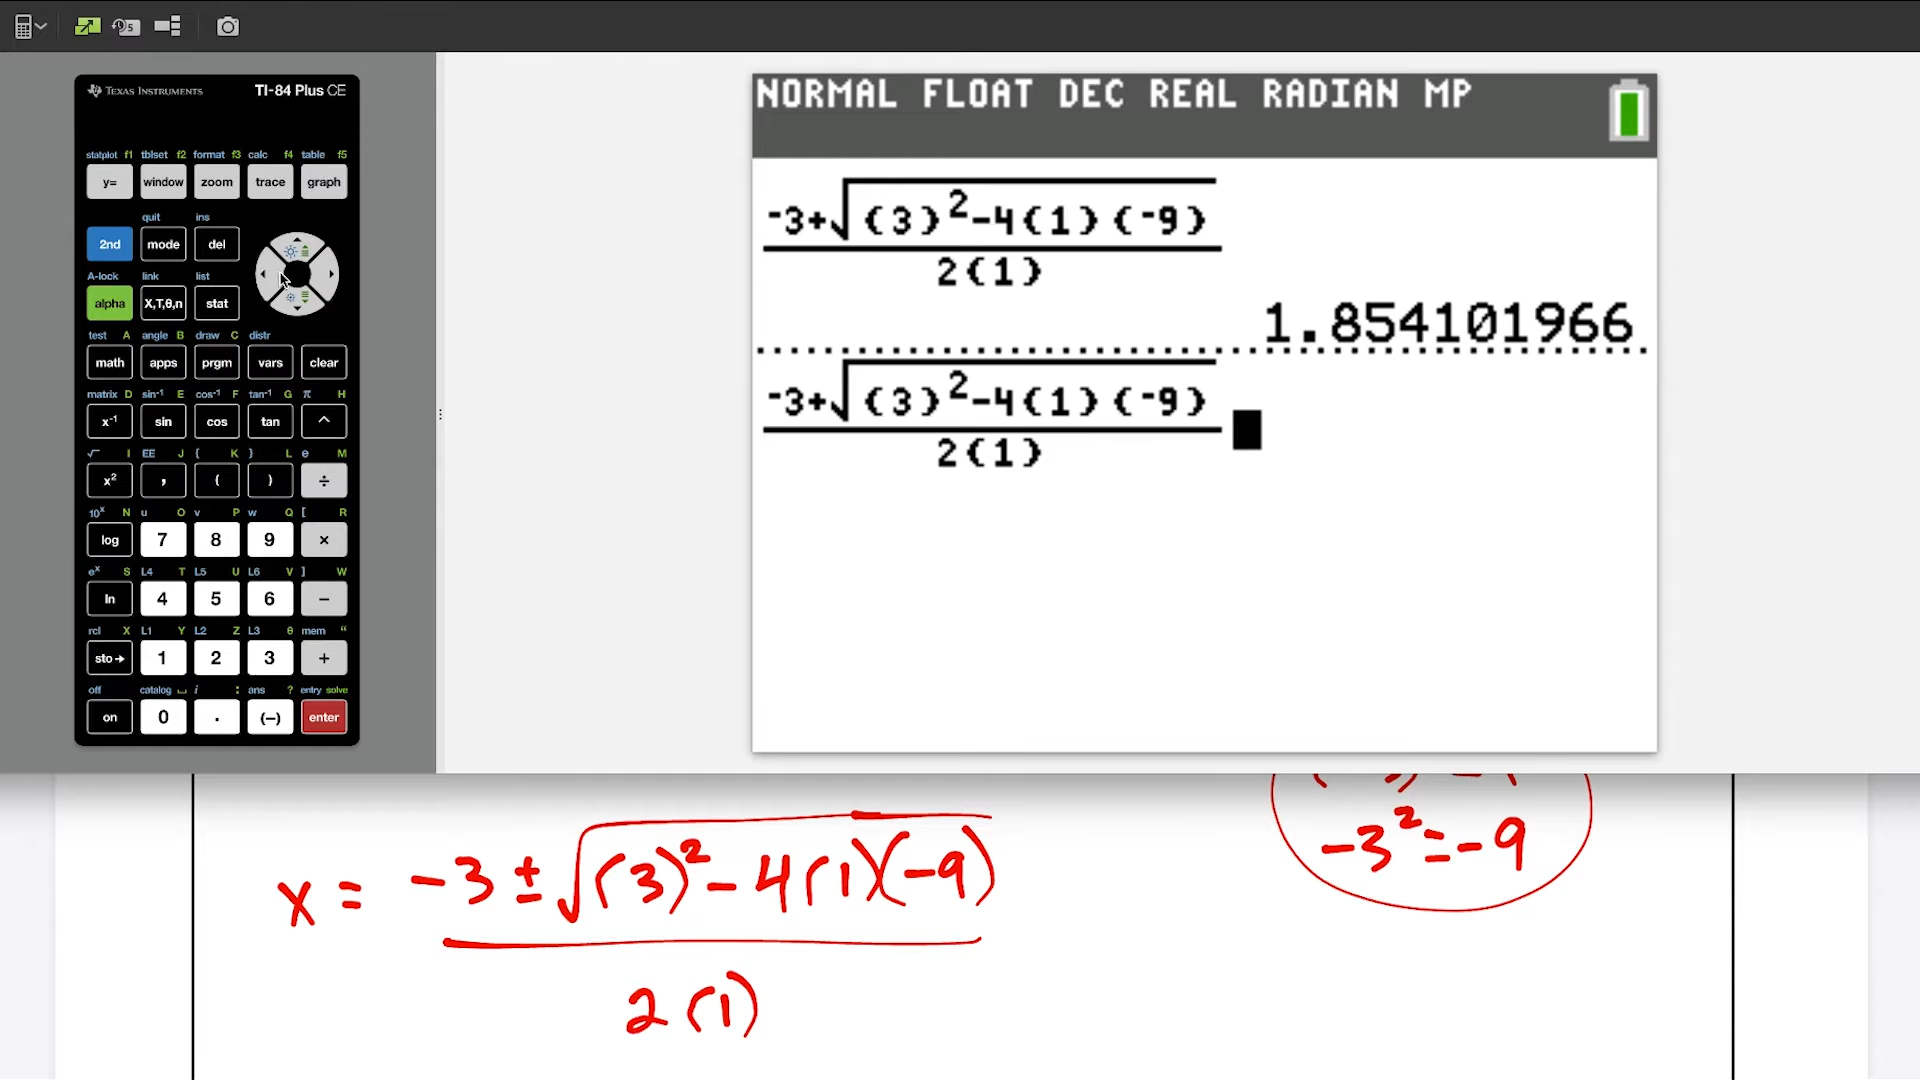 TEXAS INSTRUMENTS TI-84 Plus CE
statplot f1 tblset f2 format f3 calc f4 table f5
y= window zoom trace graph
quit ins
2nd mode del
A-lock link list
alpha X,T,θ,n stat
test A angle B draw C distr
math apps prgm vars clear
matrix D sin⁻¹ E cos⁻¹ F tan⁻¹ G π H
x⁻¹ sin cos tan ^
√ I EE J { K } L e M
x² , ( ) ÷
10ˣ N u O v P w Q [ R
log 7 8 9 ×
eˣ S L4 T L5 U L6 V ] W
ln 4 5 6 −
rcl X L1 Y L2 Z L3 θ mem “
sto→ 1 2 3 +
off catalog ⎵ i : ans ? entry solve
on 0 . (−) enter
NORMAL FLOAT DEC REAL RADIAN MP
-3+√(3)²-4(1)(-9)
2(1)
1.854101966
-3+√(3)²-4(1)(-9)
2(1)
-3² = -9
x = -3 ± √(3)² - 4(1)(-9)
2(1)